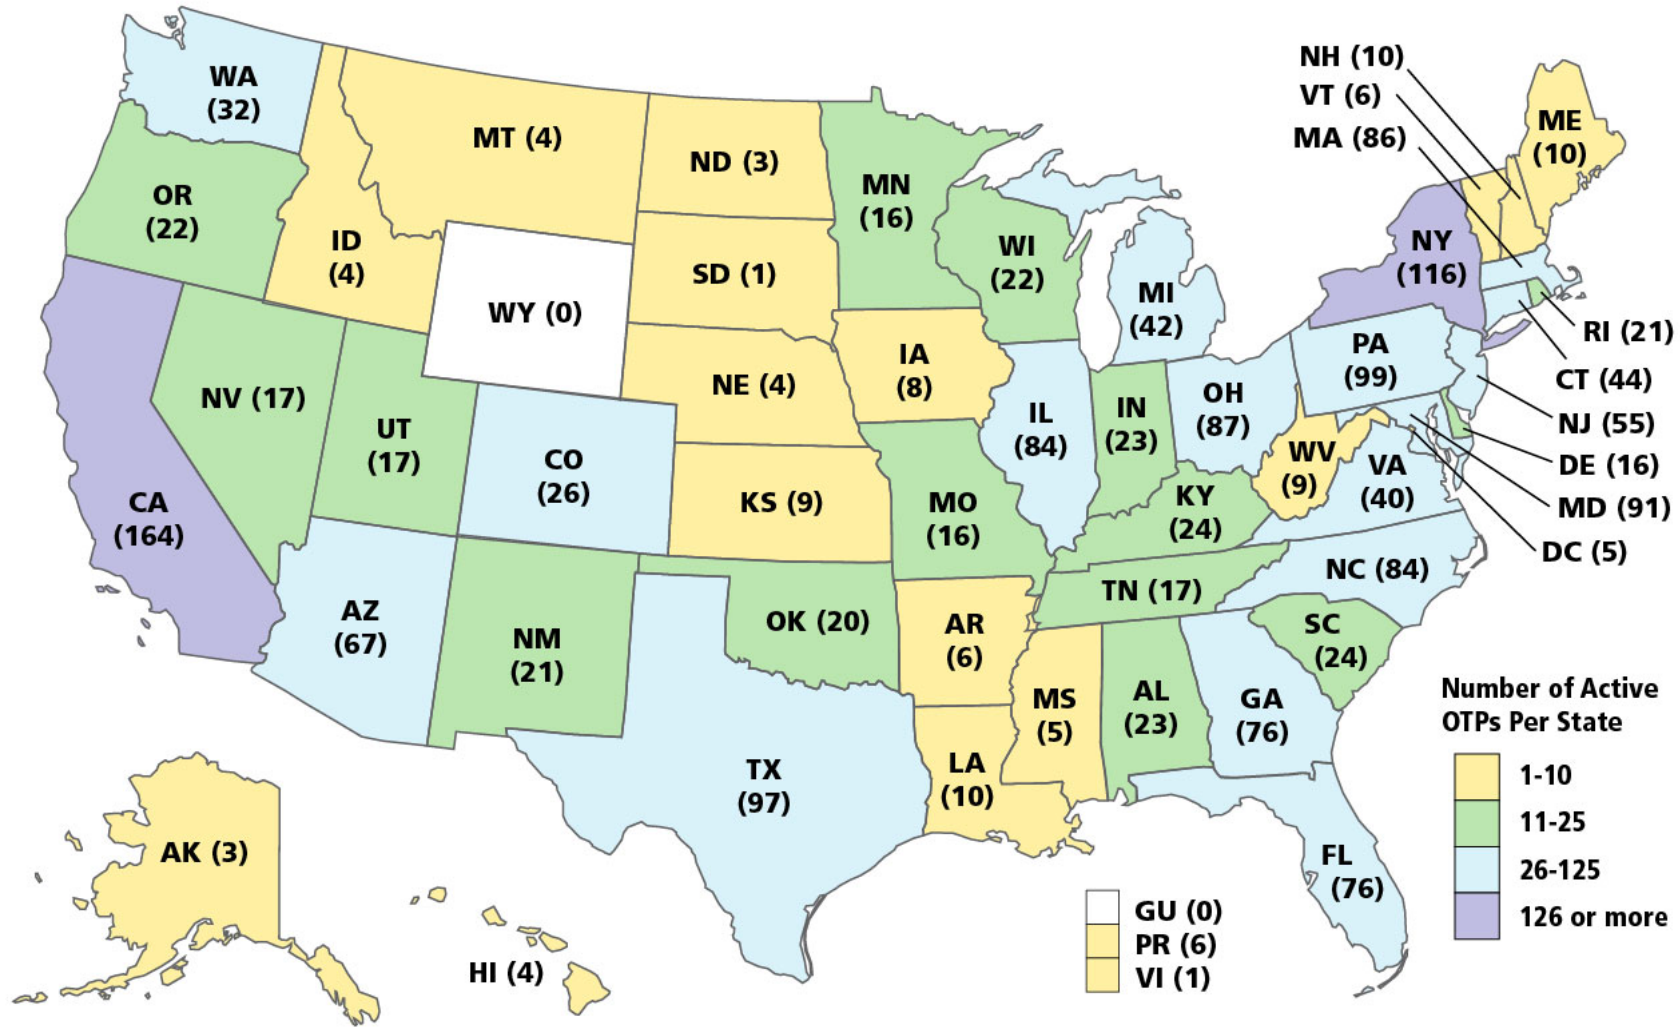 WA
(32)
MT (4)
ND (3)
MN
(16)
NH (10)
VT (6)
MA (86)
ME
(10)
OR
(22)
ID
(4)
WY (0)
SD (1)
WI
(22)
MI
(42)
NY
(116)
RI (21)
CT (44)
NJ (55)
DE (16)
MD (91)
DC (5)
NV (17)
UT
(17)
CO
(26)
NE (4)
IA
(8)
IL
(84)
IN
(23)
OH
(87)
PA
(99)
WV
(9)
VA
(40)
CA
(164)
KS (9)
MO
(16)
KY
(24)
NC (84)
TN (17)
AZ
(67)
NM
(21)
OK (20)
AR
(6)
SC
(24)
MS
(5)
AL
(23)
GA
(76)
TX
(97)
LA
(10)
FL
(76)
AK (3)
HI (4)
GU (0)
PR (6)
VI (1)
Number of Active
OTPs Per State
1-10
11-25
26-125
126 or more